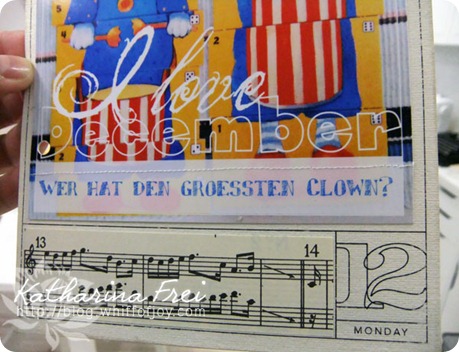 I love
December
WER HAT DEN GROESSTEN CLOWN?
13
14
12
MONDAY
Katharina Frei
http://blog.whiffofjoy.com